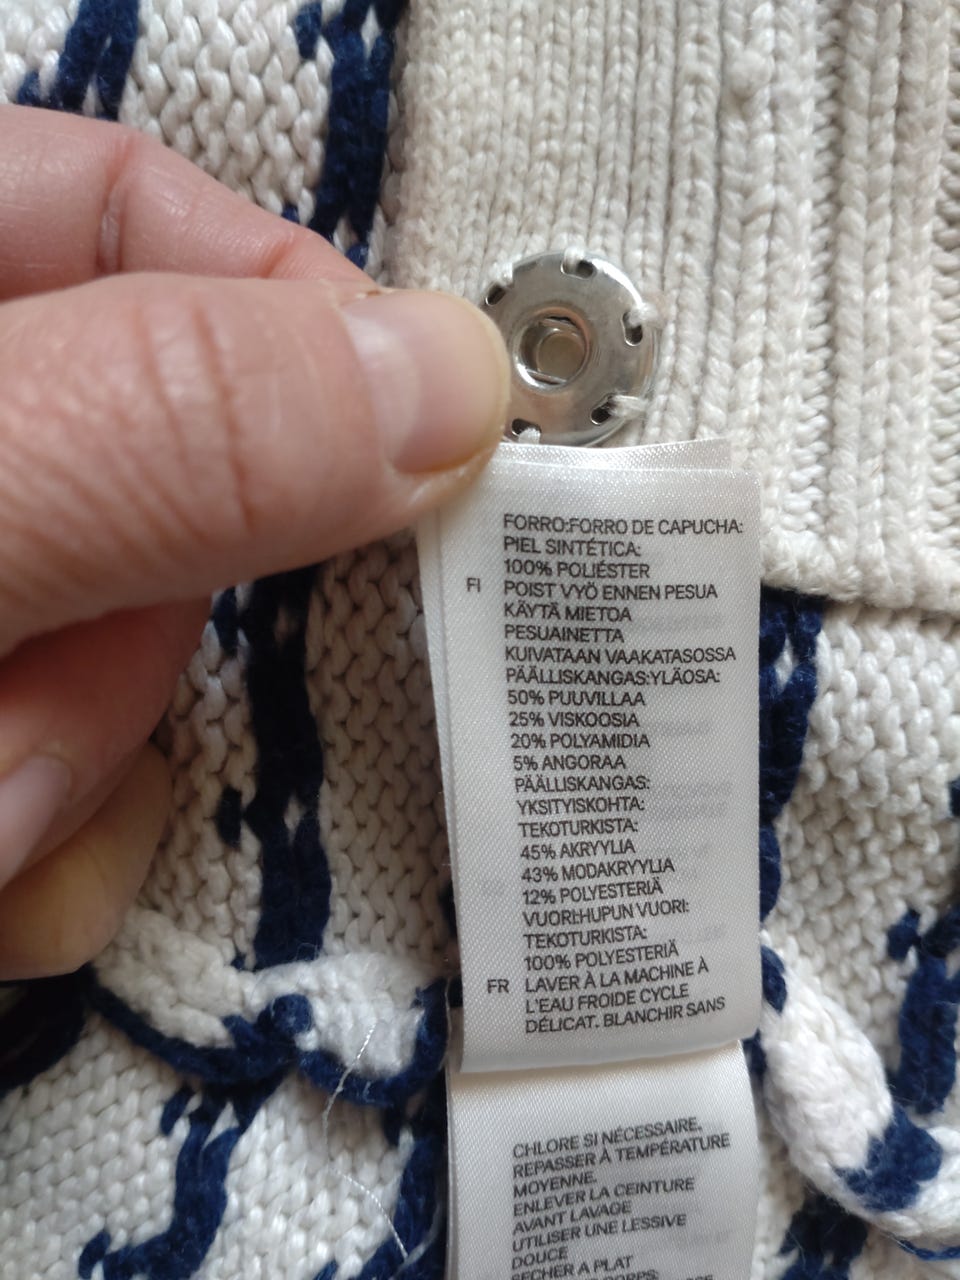 FORRO:FORRO DE CAPUCHA:
PIEL SINTÉTICA:
100% POLIÉSTER
FI POIST VYÖ ENNEN PESUA
KÄYTÄ MIETOA
PESUAINETTA
KUIVATAAN VAAKATASOSSA
PÄÄLLISKANGAS:YLÄOSA:
50% PUUVILLAA
25% VISKOOSIA
20% POLYAMIDIA
5% ANGORAA
PÄÄLLISKANGAS:
YKSITYISKOHTA:
TEKOTURKISTA:
45% AKRYYLIA
43% MODAKRYYLIA
12% POLYESTERIÄ
VUORI:HUPUN VUORI:
TEKOTURKISTA:
100% POLYESTERIÄ
FR LAVER À LA MACHINE À
L'EAU FROIDE CYCLE
DÉLICAT. BLANCHIR SANS
CHLORE SI NÉCESSAIRE.
REPASSER À TEMPÉRATURE
MOYENNE.
ENLEVER LA CEINTURE
AVANT LAVAGE
UTILISER UNE LESSIVE
DOUCE
SECHER A PLAT
CORPS: